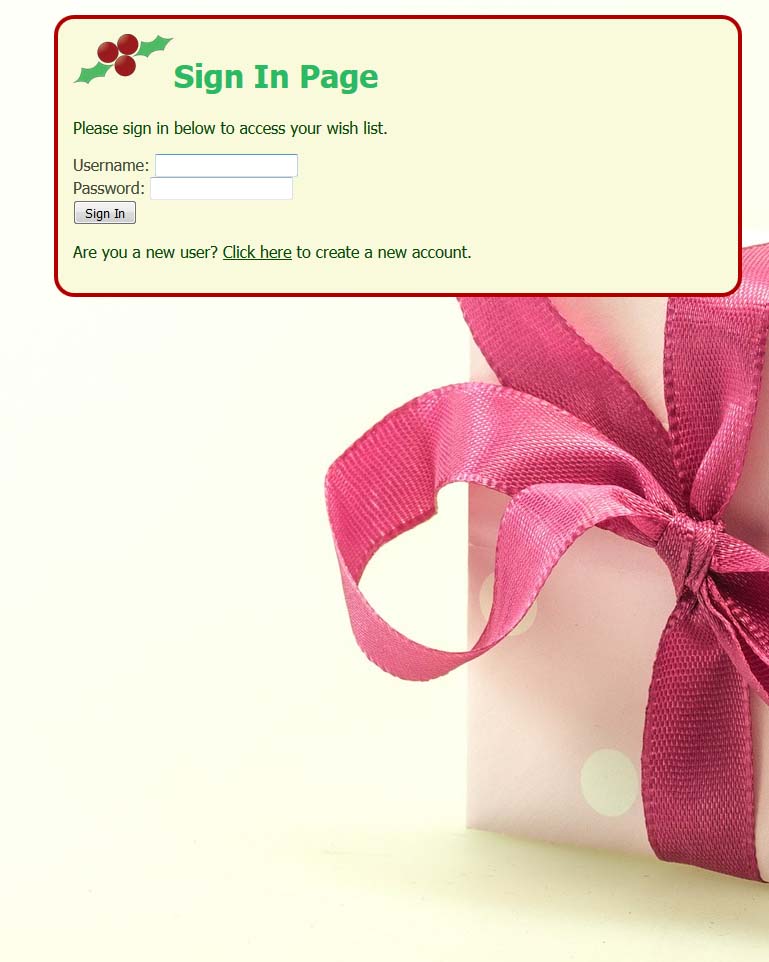 Sign In Page
Please sign in below to access your wish list.
Username:
Password:
Sign In
Are you a new user? Click here to create a new account.